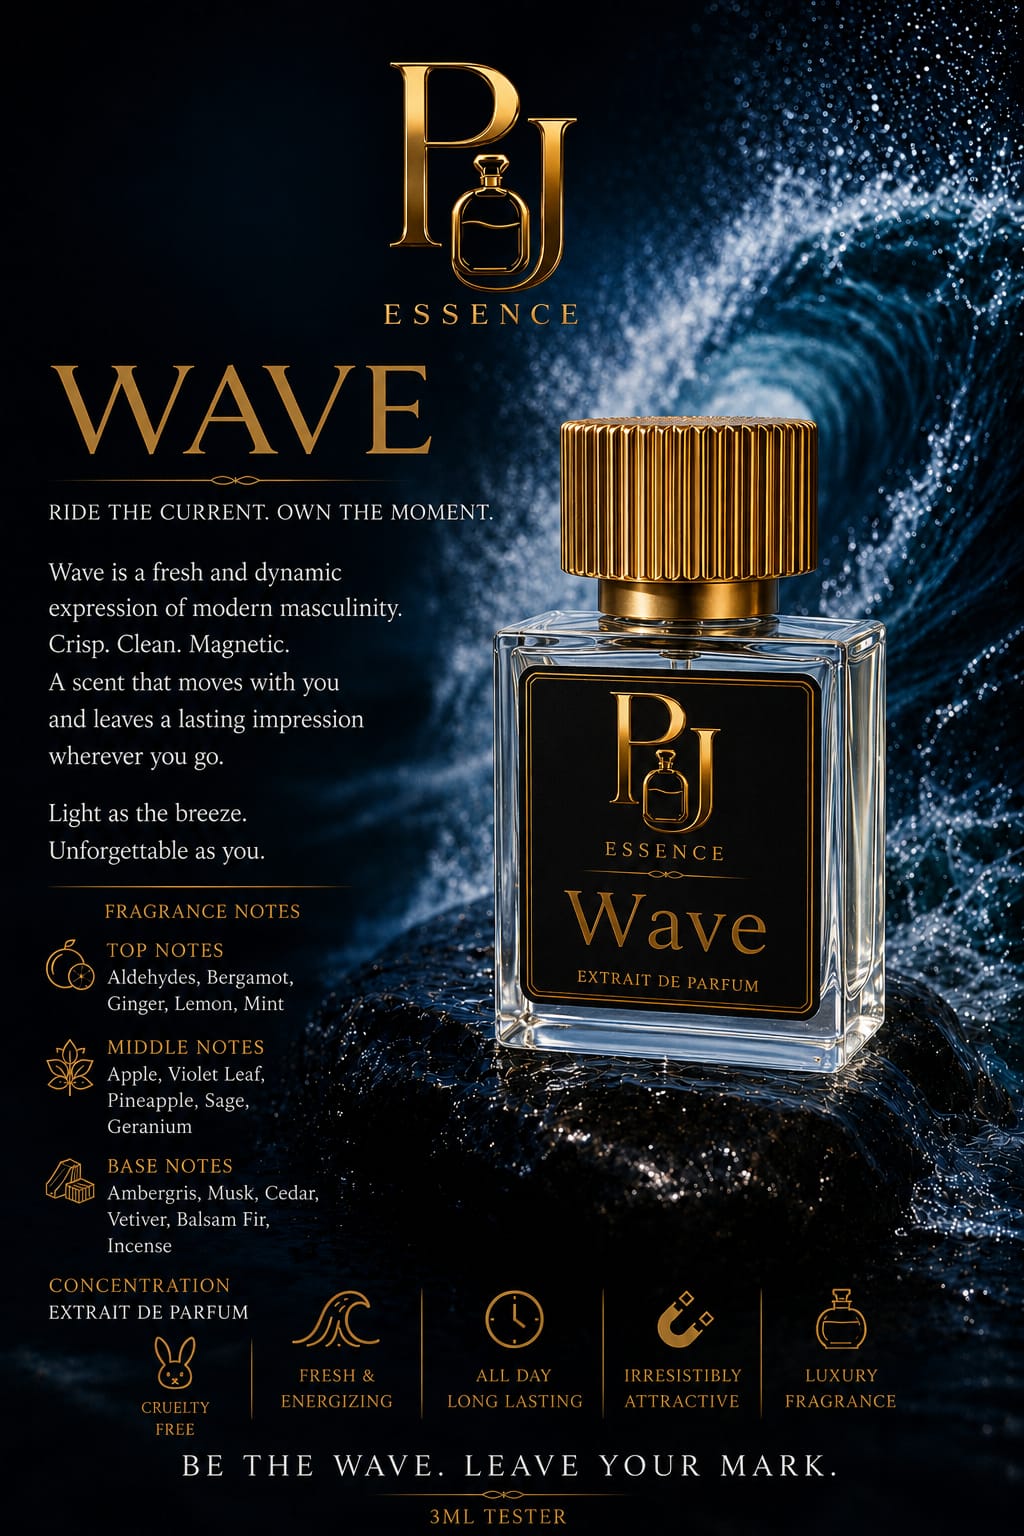 PJ
ESSENCE
WAVE
RIDE THE CURRENT. OWN THE MOMENT.
Wave is a fresh and dynamic
expression of modern masculinity.
Crisp. Clean. Magnetic.
A scent that moves with you
and leaves a lasting impression
wherever you go.
Light as the breeze.
Unforgettable as you.
FRAGRANCE NOTES
TOP NOTES
Aldehydes, Bergamot,
Ginger, Lemon, Mint
MIDDLE NOTES
Apple, Violet Leaf,
Pineapple, Sage,
Geranium
BASE NOTES
Ambergris, Musk, Cedar,
Vetiver, Balsam Fir,
Incense
CONCENTRATION
EXTRAIT DE PARFUM
PJ
ESSENCE
Wave
EXTRAIT DE PARFUM
CRUELTY
FREE
FRESH &
ENERGIZING
ALL DAY
LONG LASTING
IRRESISTIBLY
ATTRACTIVE
LUXURY
FRAGRANCE
BE THE WAVE. LEAVE YOUR MARK.
3ML TESTER